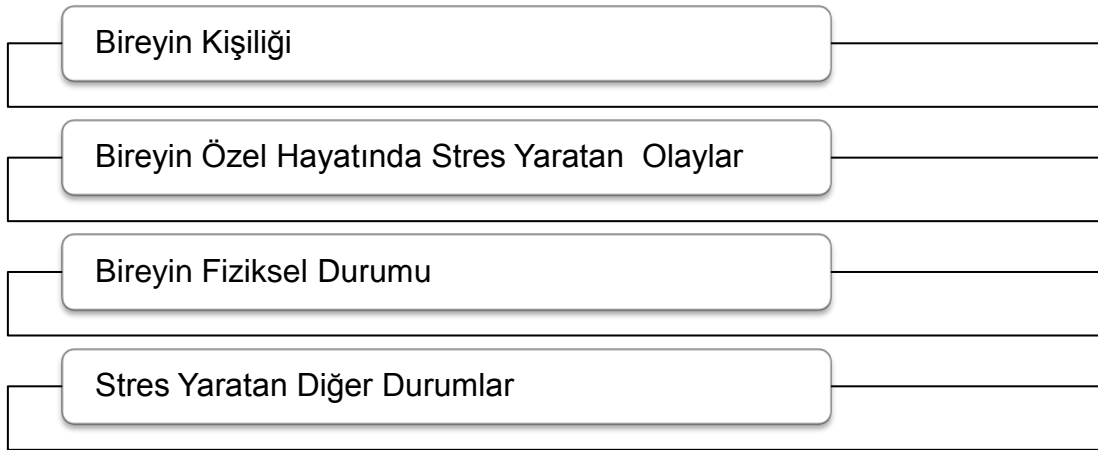 Bireyin Kişiliği
Bireyin Özel Hayatında Stres Yaratan  Olaylar
Bireyin Fiziksel Durumu
Stres Yaratan Diğer Durumlar